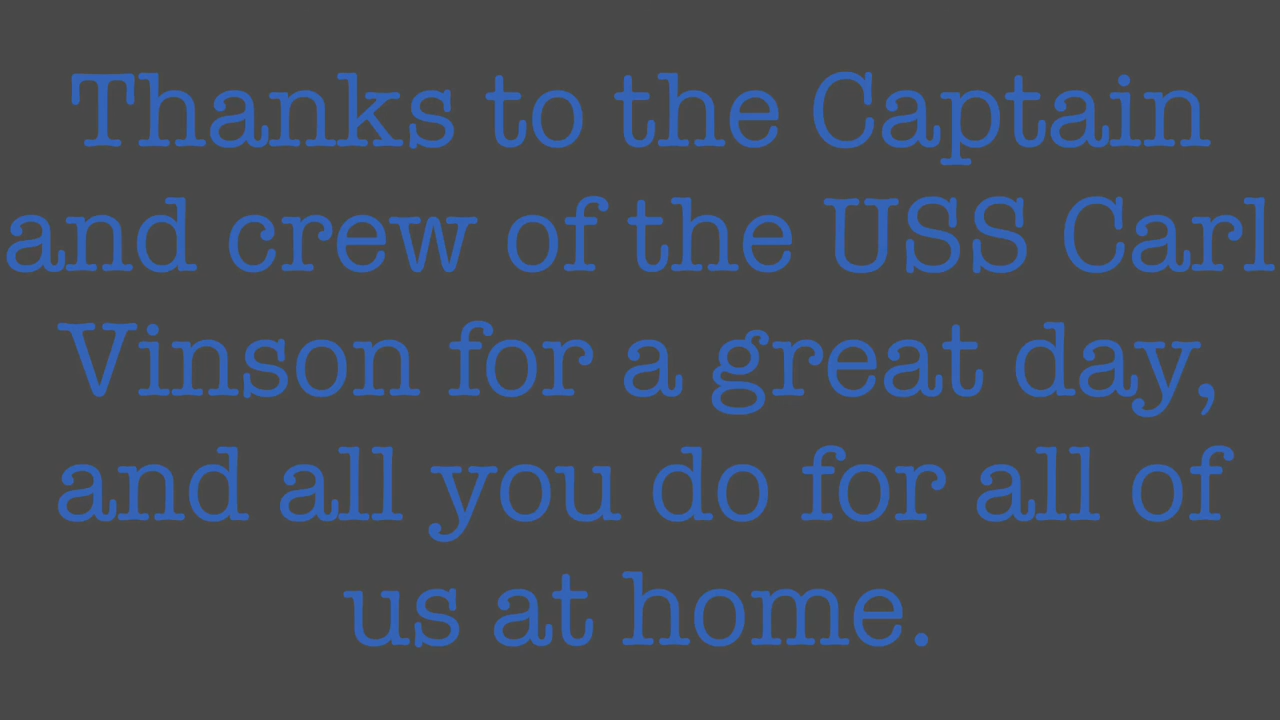 Thanks to the Captain
and crew of the USS Carl
Vinson for a great day,
and all you do for all of
us at home.